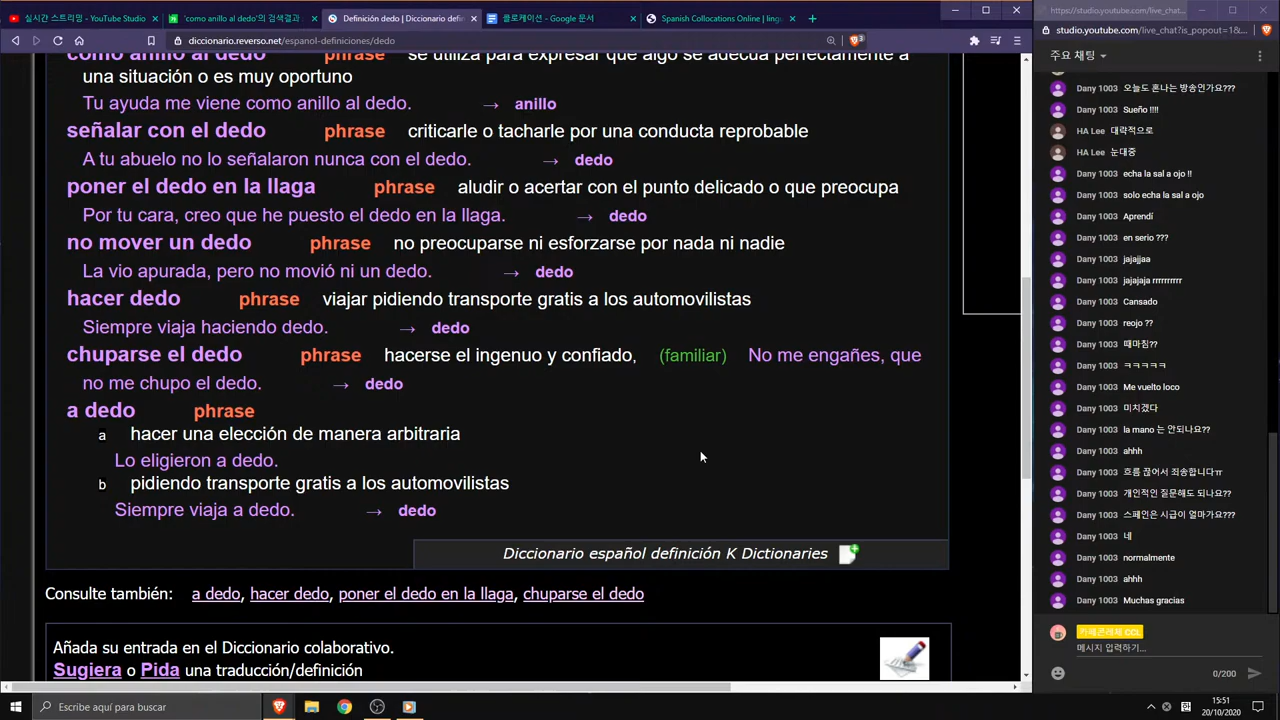 실시간 스트리밍 - YouTube Studio
'como anillo al dedo'의 검색결과
Definición dedo | Diccionario defini
클로케이션 - Google 문서
Spanish Collocations Online | lingu
diccionario.reverso.net/espanol-definiciones/dedo
como anillo al dedo phrase se utiliza para expresar que algo se adecua perfectamente a
una situación o es muy oportuno
Tu ayuda me viene como anillo al dedo. → anillo
señalar con el dedo phrase criticarle o tacharle por una conducta reprobable
A tu abuelo no lo señalaron nunca con el dedo. → dedo
poner el dedo en la llaga phrase aludir o acertar con el punto delicado o que preocupa
Por tu cara, creo que he puesto el dedo en la llaga. → dedo
no mover un dedo phrase no preocuparse ni esforzarse por nada ni nadie
La vio apurada, pero no movió ni un dedo. → dedo
hacer dedo phrase viajar pidiendo transporte gratis a los automovilistas
Siempre viaja haciendo dedo. → dedo
chuparse el dedo phrase hacerse el ingenuo y confiado, (familiar) No me engañes, que
no me chupo el dedo. → dedo
a dedo phrase
a hacer una elección de manera arbitraria
Lo eligieron a dedo.
b pidiendo transporte gratis a los automovilistas
Siempre viaja a dedo. → dedo
Diccionario español definición K Dictionaries
Consulte también: a dedo, hacer dedo, poner el dedo en la llaga, chuparse el dedo
Añada su entrada en el Diccionario colaborativo.
Sugiera o Pida una traducción/definición
Escribe aquí para buscar
https://studio.youtube.com/live_chat?is_popout=1&...
studio.youtube.com/live_chat?is_popout=1&...
주요 채팅
Dany 1003 오늘도 혼나는 방송인가요???
Dany 1003 Sueño !!!!
HA Lee 대략적으로
HA Lee 눈대중
Dany 1003 echa la sal a ojo !!
Dany 1003 solo echa la sal a ojo
Dany 1003 Aprendí
Dany 1003 en serio ???
Dany 1003 jajajjaa
Dany 1003 jajajaja rrrrrrrrrr
Dany 1003 Cansado
Dany 1003 reojo ??
Dany 1003 때마침??
Dany 1003 ㅋㅋㅋㅋㅋ
Dany 1003 Me vuelto loco
Dany 1003 미치겠다
Dany 1003 la mano 는 안되나요??
Dany 1003 ahhh
Dany 1003 흐름 끊어서 죄송합니다ㅠ
Dany 1003 개인적인 질문해도 되나요??
Dany 1003 스페인은 시급이 얼마가요???
Dany 1003 네
Dany 1003 normalmente
Dany 1003 ahhh
Dany 1003 Muchas gracias
카페콘레체 CCL
메시지 입력하기...
0/200
15:51
20/10/2020